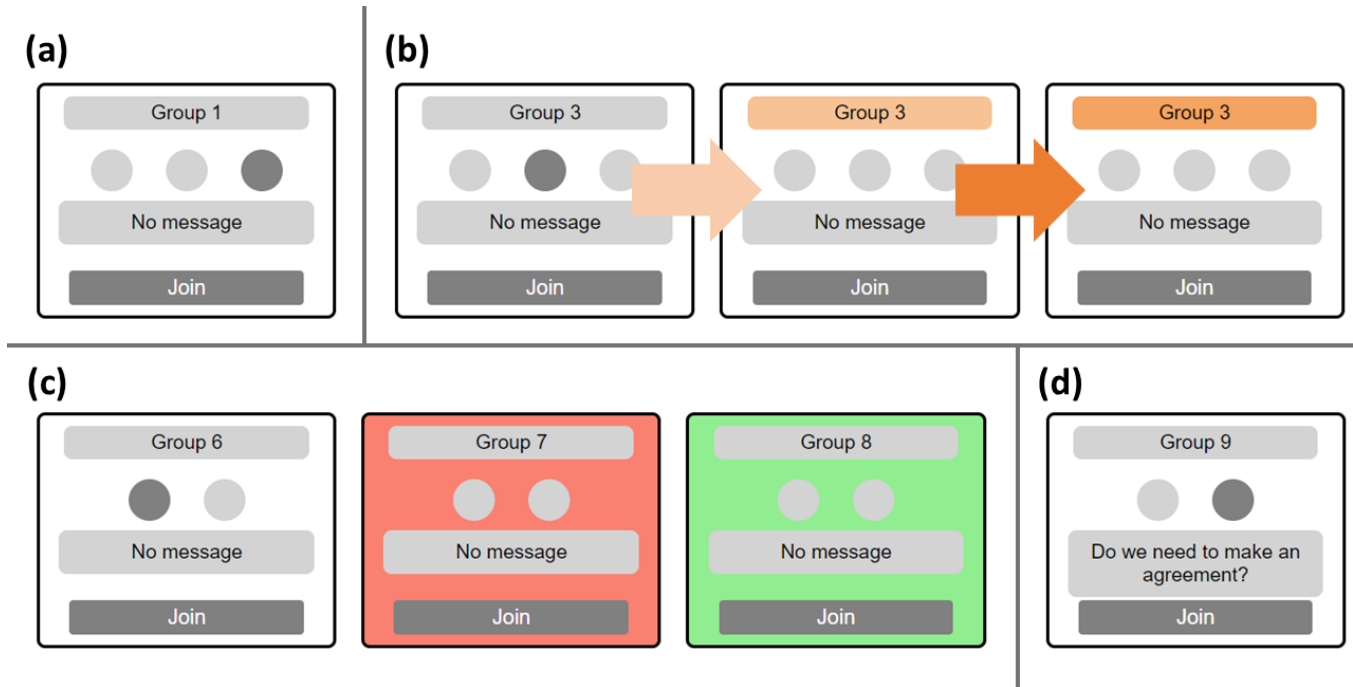 (a)
Group 1
No message
Join
(b)
Group 3
No message
Join
Group 3
No message
Join
Group 3
No message
Join
(c)
Group 6
No message
Join
Group 7
No message
Join
Group 8
No message
Join
(d)
Group 9
Do we need to make an
agreement?
Join